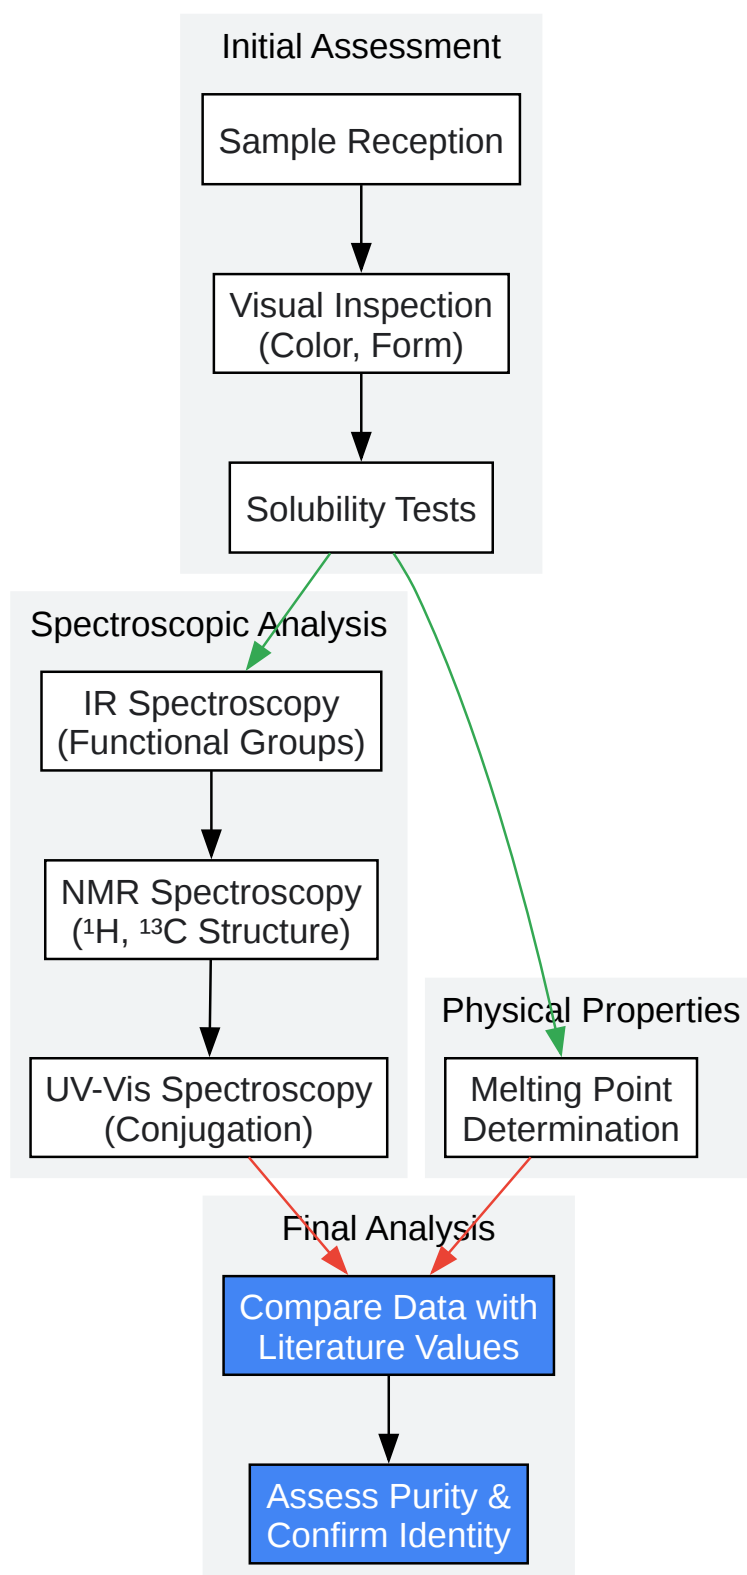 Initial Assessment
Sample Reception
Visual Inspection
(Color, Form)
Solubility Tests
Spectroscopic Analysis
IR Spectroscopy
(Functional Groups)
NMR Spectroscopy
(¹H, ¹³C Structure)
UV-Vis Spectroscopy
(Conjugation)
Physical Properties
Melting Point
Determination
Final Analysis
Compare Data with
Literature Values
Assess Purity &
Confirm Identity